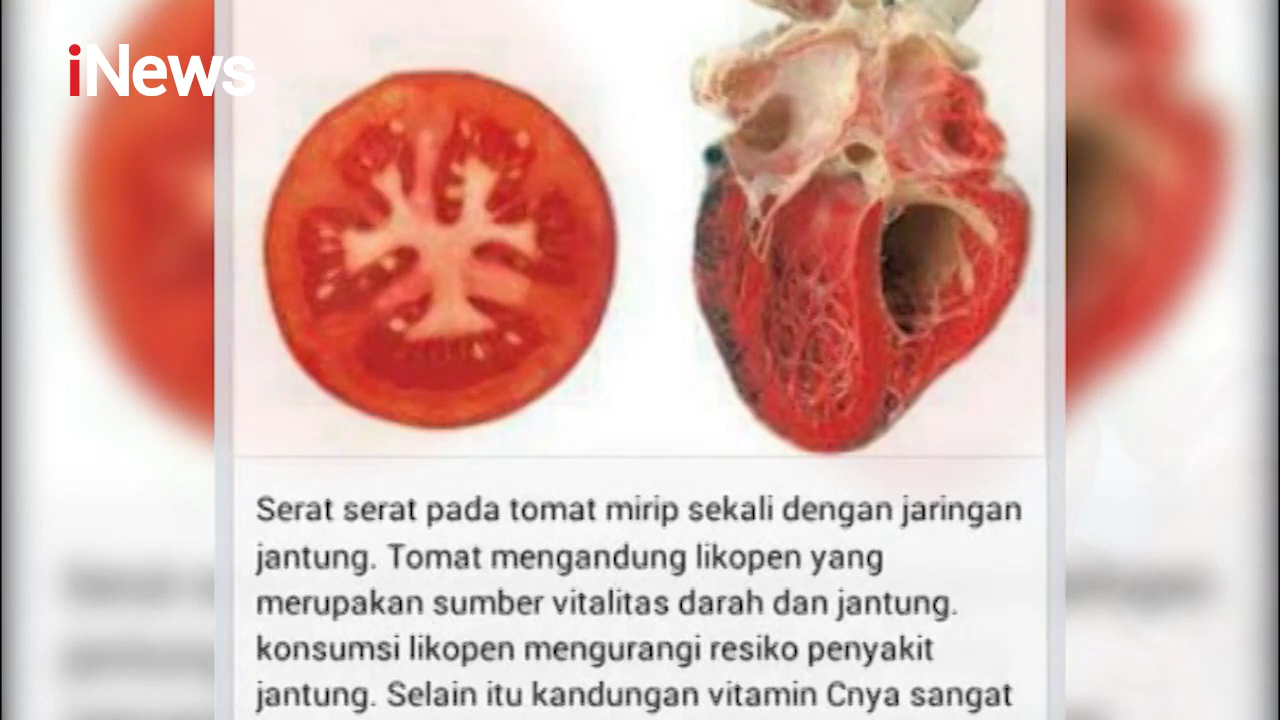 iNews
Serat serat pada tomat mirip sekali dengan jaringan
jantung. Tomat mengandung likopen yang
merupakan sumber vitalitas darah dan jantung.
konsumsi likopen mengurangi resiko penyakit
jantung. Selain itu kandungan vitamin Cnya sangat